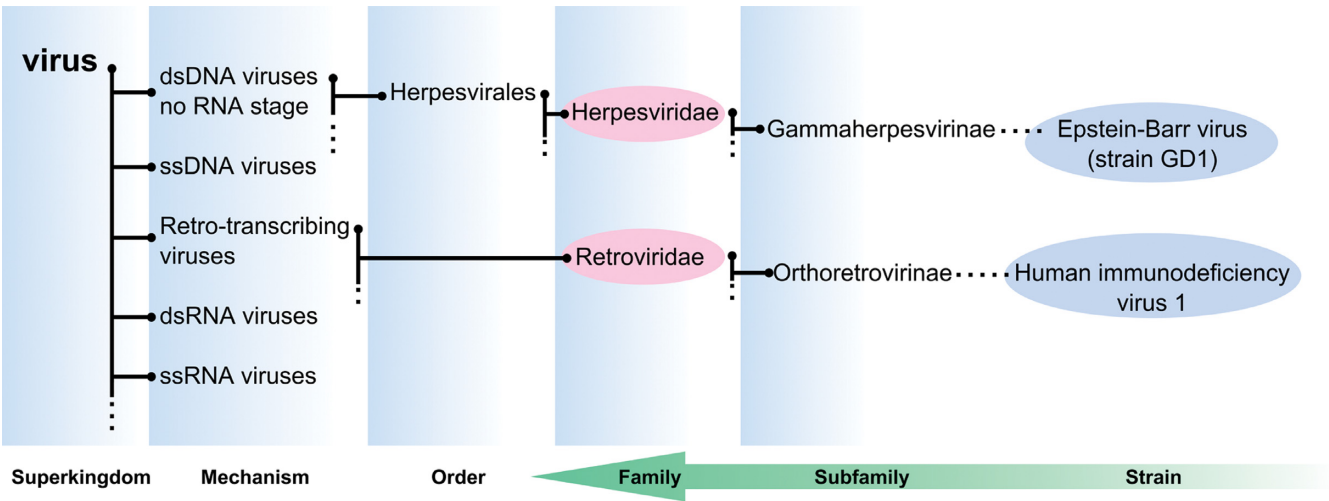 virus
dsDNA viruses
no RNA stage
Herpesvirales
Herpesviridae
Gammaherpesvirinae
Epstein-Barr virus
(strain GD1)
ssDNA viruses
Retro-transcribing
viruses
Retroviridae
Orthoretrovirinae
Human immunodeficiency
virus 1
dsRNA viruses
ssRNA viruses
Superkingdom Mechanism Order Family Subfamily Strain